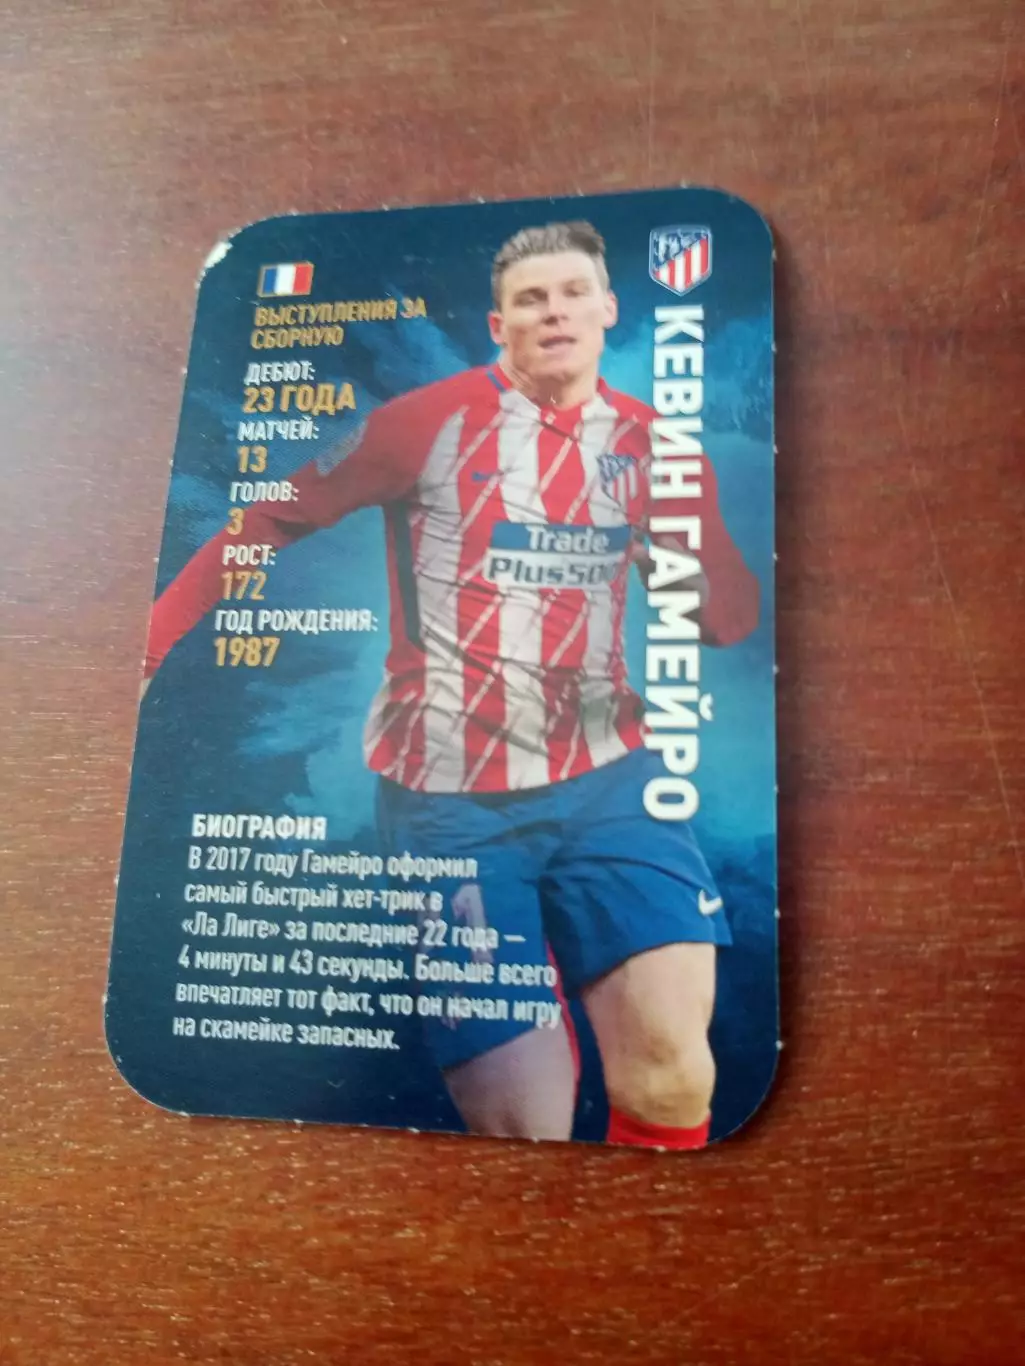 ВЫСТУПЛЕНИЯ ЗА
СБОРНУЮ
ДЕБЮТ:
23 ГОДА
МАТЧЕЙ:
13
ГОЛОВ:
3
РОСТ:
172
ГОД РОЖДЕНИЯ:
1987
КЕВИН ГАМЕЙРО
Trade
Plus500
БИОГРАФИЯ
В 2017 году Гамейро оформил
самый быстрый хет-трик в
«Ла Лиге» за последние 22 года —
4 минуты и 43 секунды. Больше всего
впечатляет тот факт, что он начал игру
на скамейке запасных.